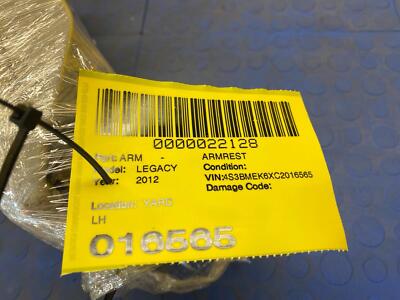 0000022128
Part: ARM - ARMREST
Model: LEGACY Condition:
Year: 2012 VIN:4S3BMEK6XC2016565
Damage Code:
Location: YARD
LH
016565